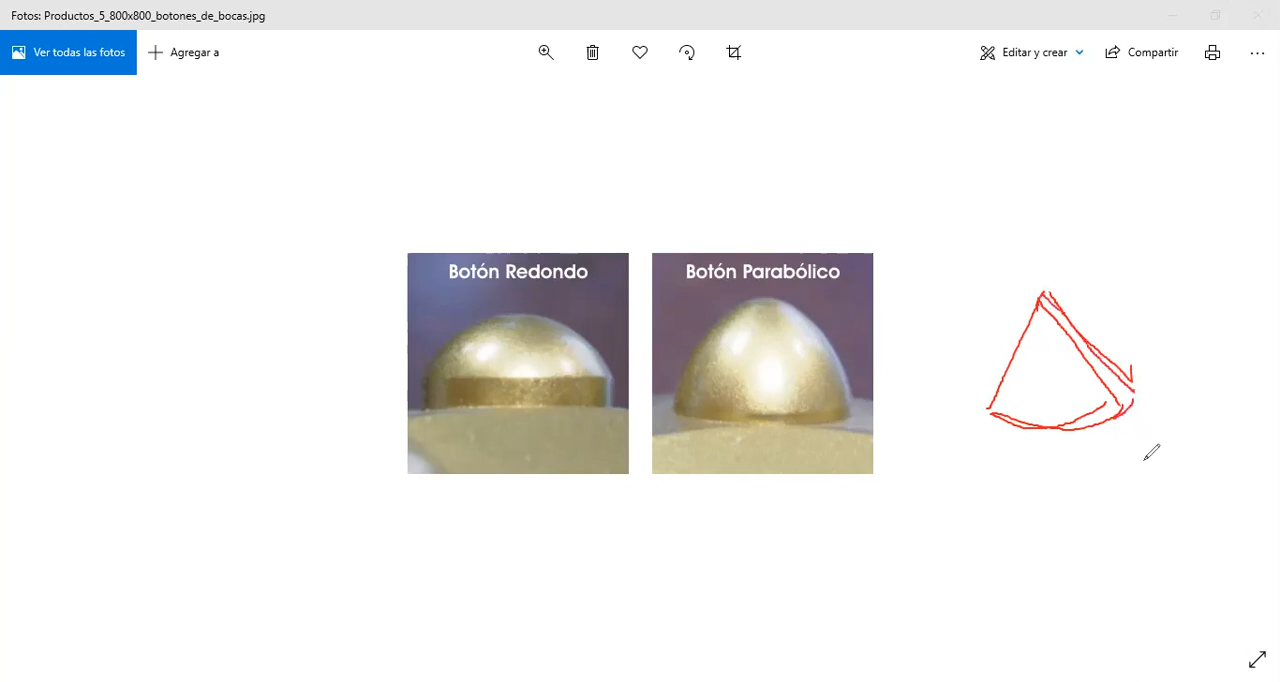 Fotos: Productos_5_800x800_botones_de_bocas.jpg
Ver todas las fotos
Agregar a
Editar y crear
Compartir
Botón Redondo
Botón Parabólico